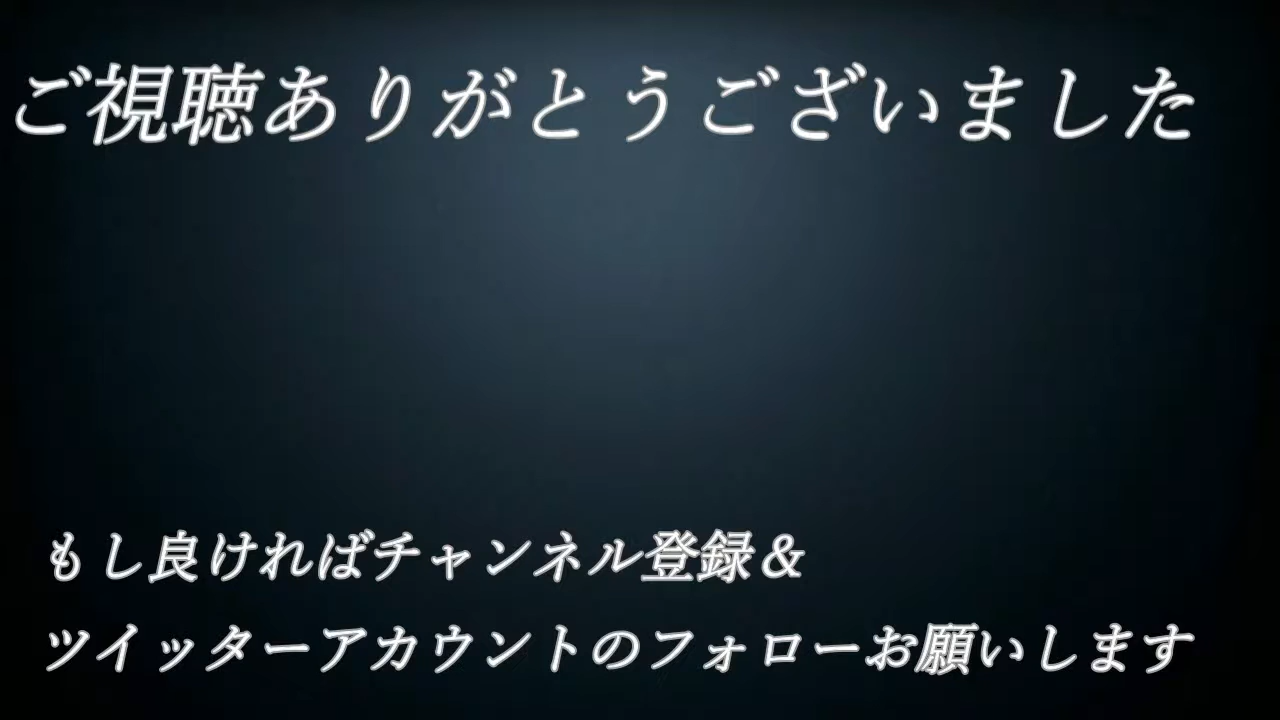 ご視聴ありがとうございました
もし良ければチャンネル登録＆
ツイッターアカウントのフォローお願いします